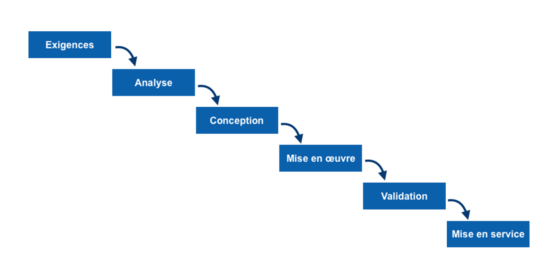 Exigences
Analyse
Conception
Mise en œuvre
Validation
Mise en service